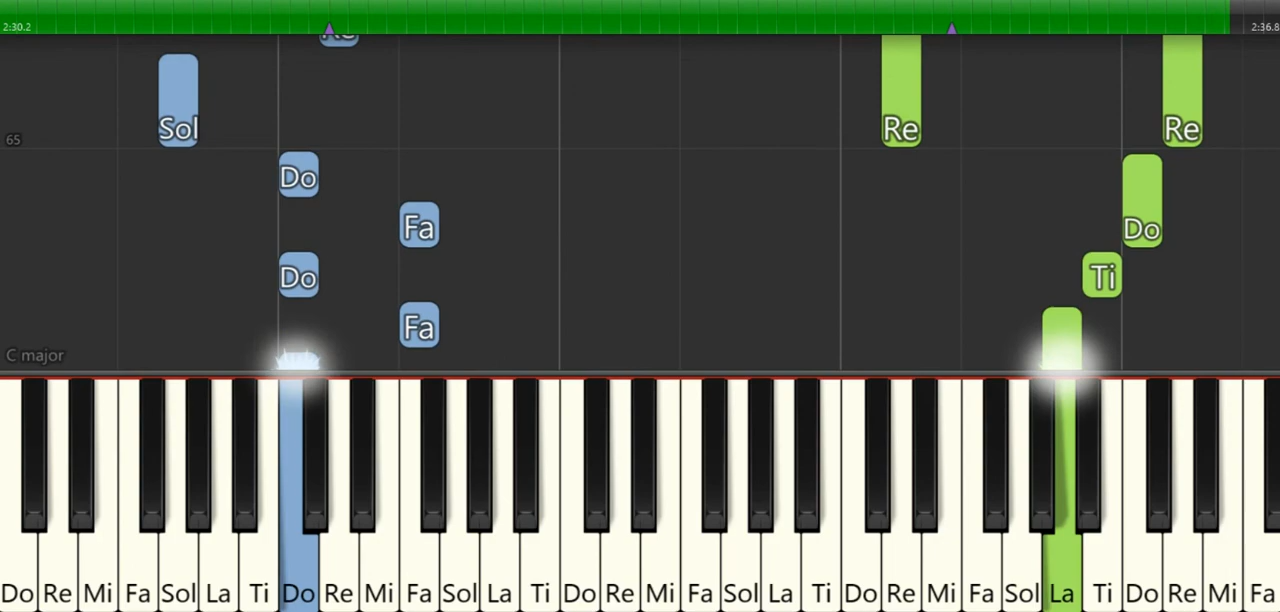 2:30.2
2:36.8
Re
Sol
Re
Re
65
Do
Fa
Do
Do
Ti
Fa
C major
Do Re Mi Fa Sol La Ti Do Re Mi Fa Sol La Ti Do Re Mi Fa Sol La Ti Do Re Mi Fa Sol La Ti Do Re Mi Fa